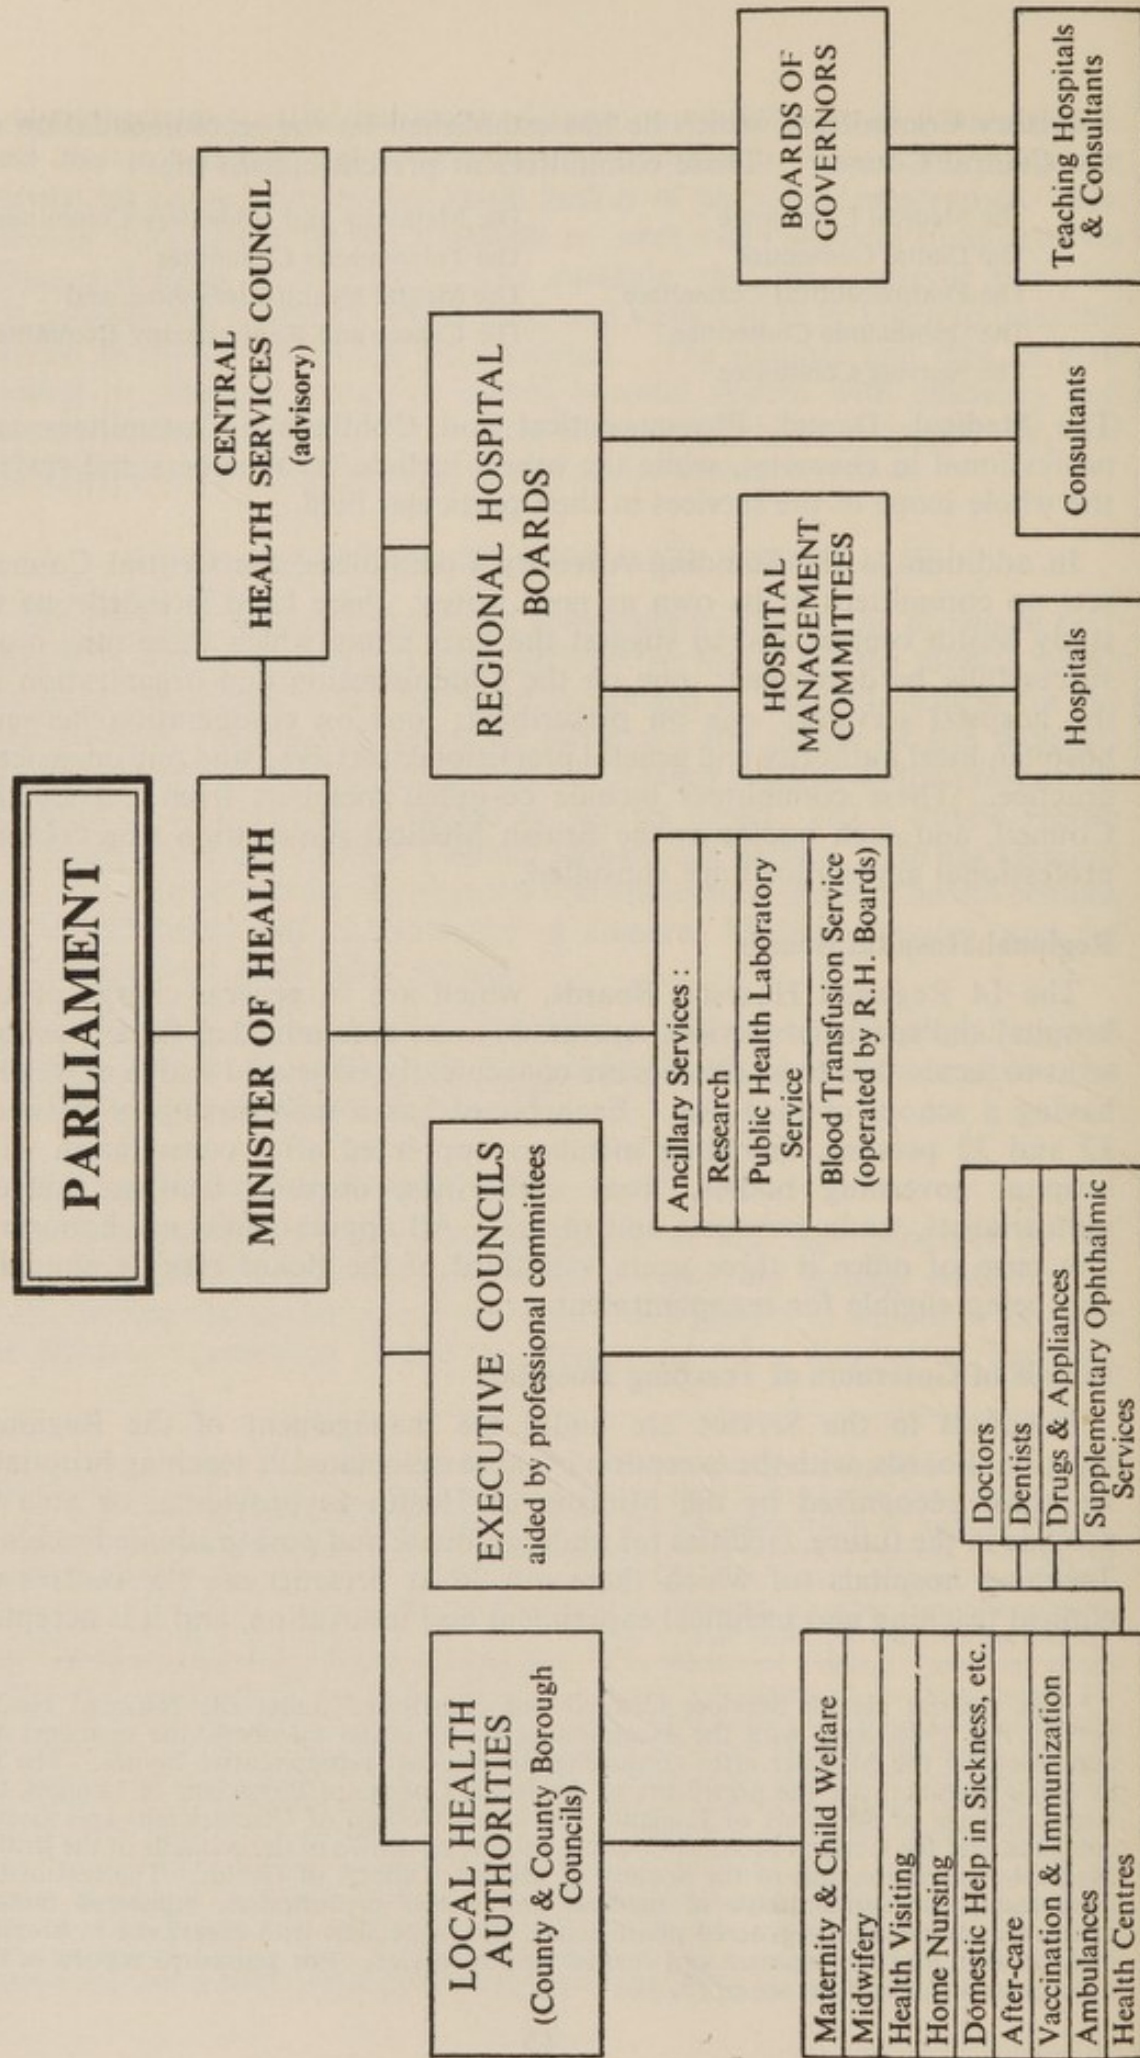 PARLIAMENT
MINISTER OF HEALTH
CENTRAL
HEALTH SERVICES COUNCIL
(advisory)
LOCAL HEALTH
AUTHORITIES
(County & County Borough
Councils)
EXECUTIVE COUNCILS
aided by professional committees
REGIONAL HOSPITAL
BOARDS
BOARDS OF
GOVERNORS
Ancillary Services :
Research
Public Health Laboratory
Service
Blood Transfusion Service
(operated by R.H. Boards)
HOSPITAL
MANAGEMENT
COMMITTEES
Maternity & Child Welfare
Midwifery
Health Visiting
Home Nursing
Domestic Help in Sickness, etc.
After-care
Vaccination & Immunization
Ambulances
Health Centres
Doctors
Dentists
Drugs & Appliances
Supplementary Ophthalmic
Services
Hospitals
Consultants
Teaching Hospitals
& Consultants